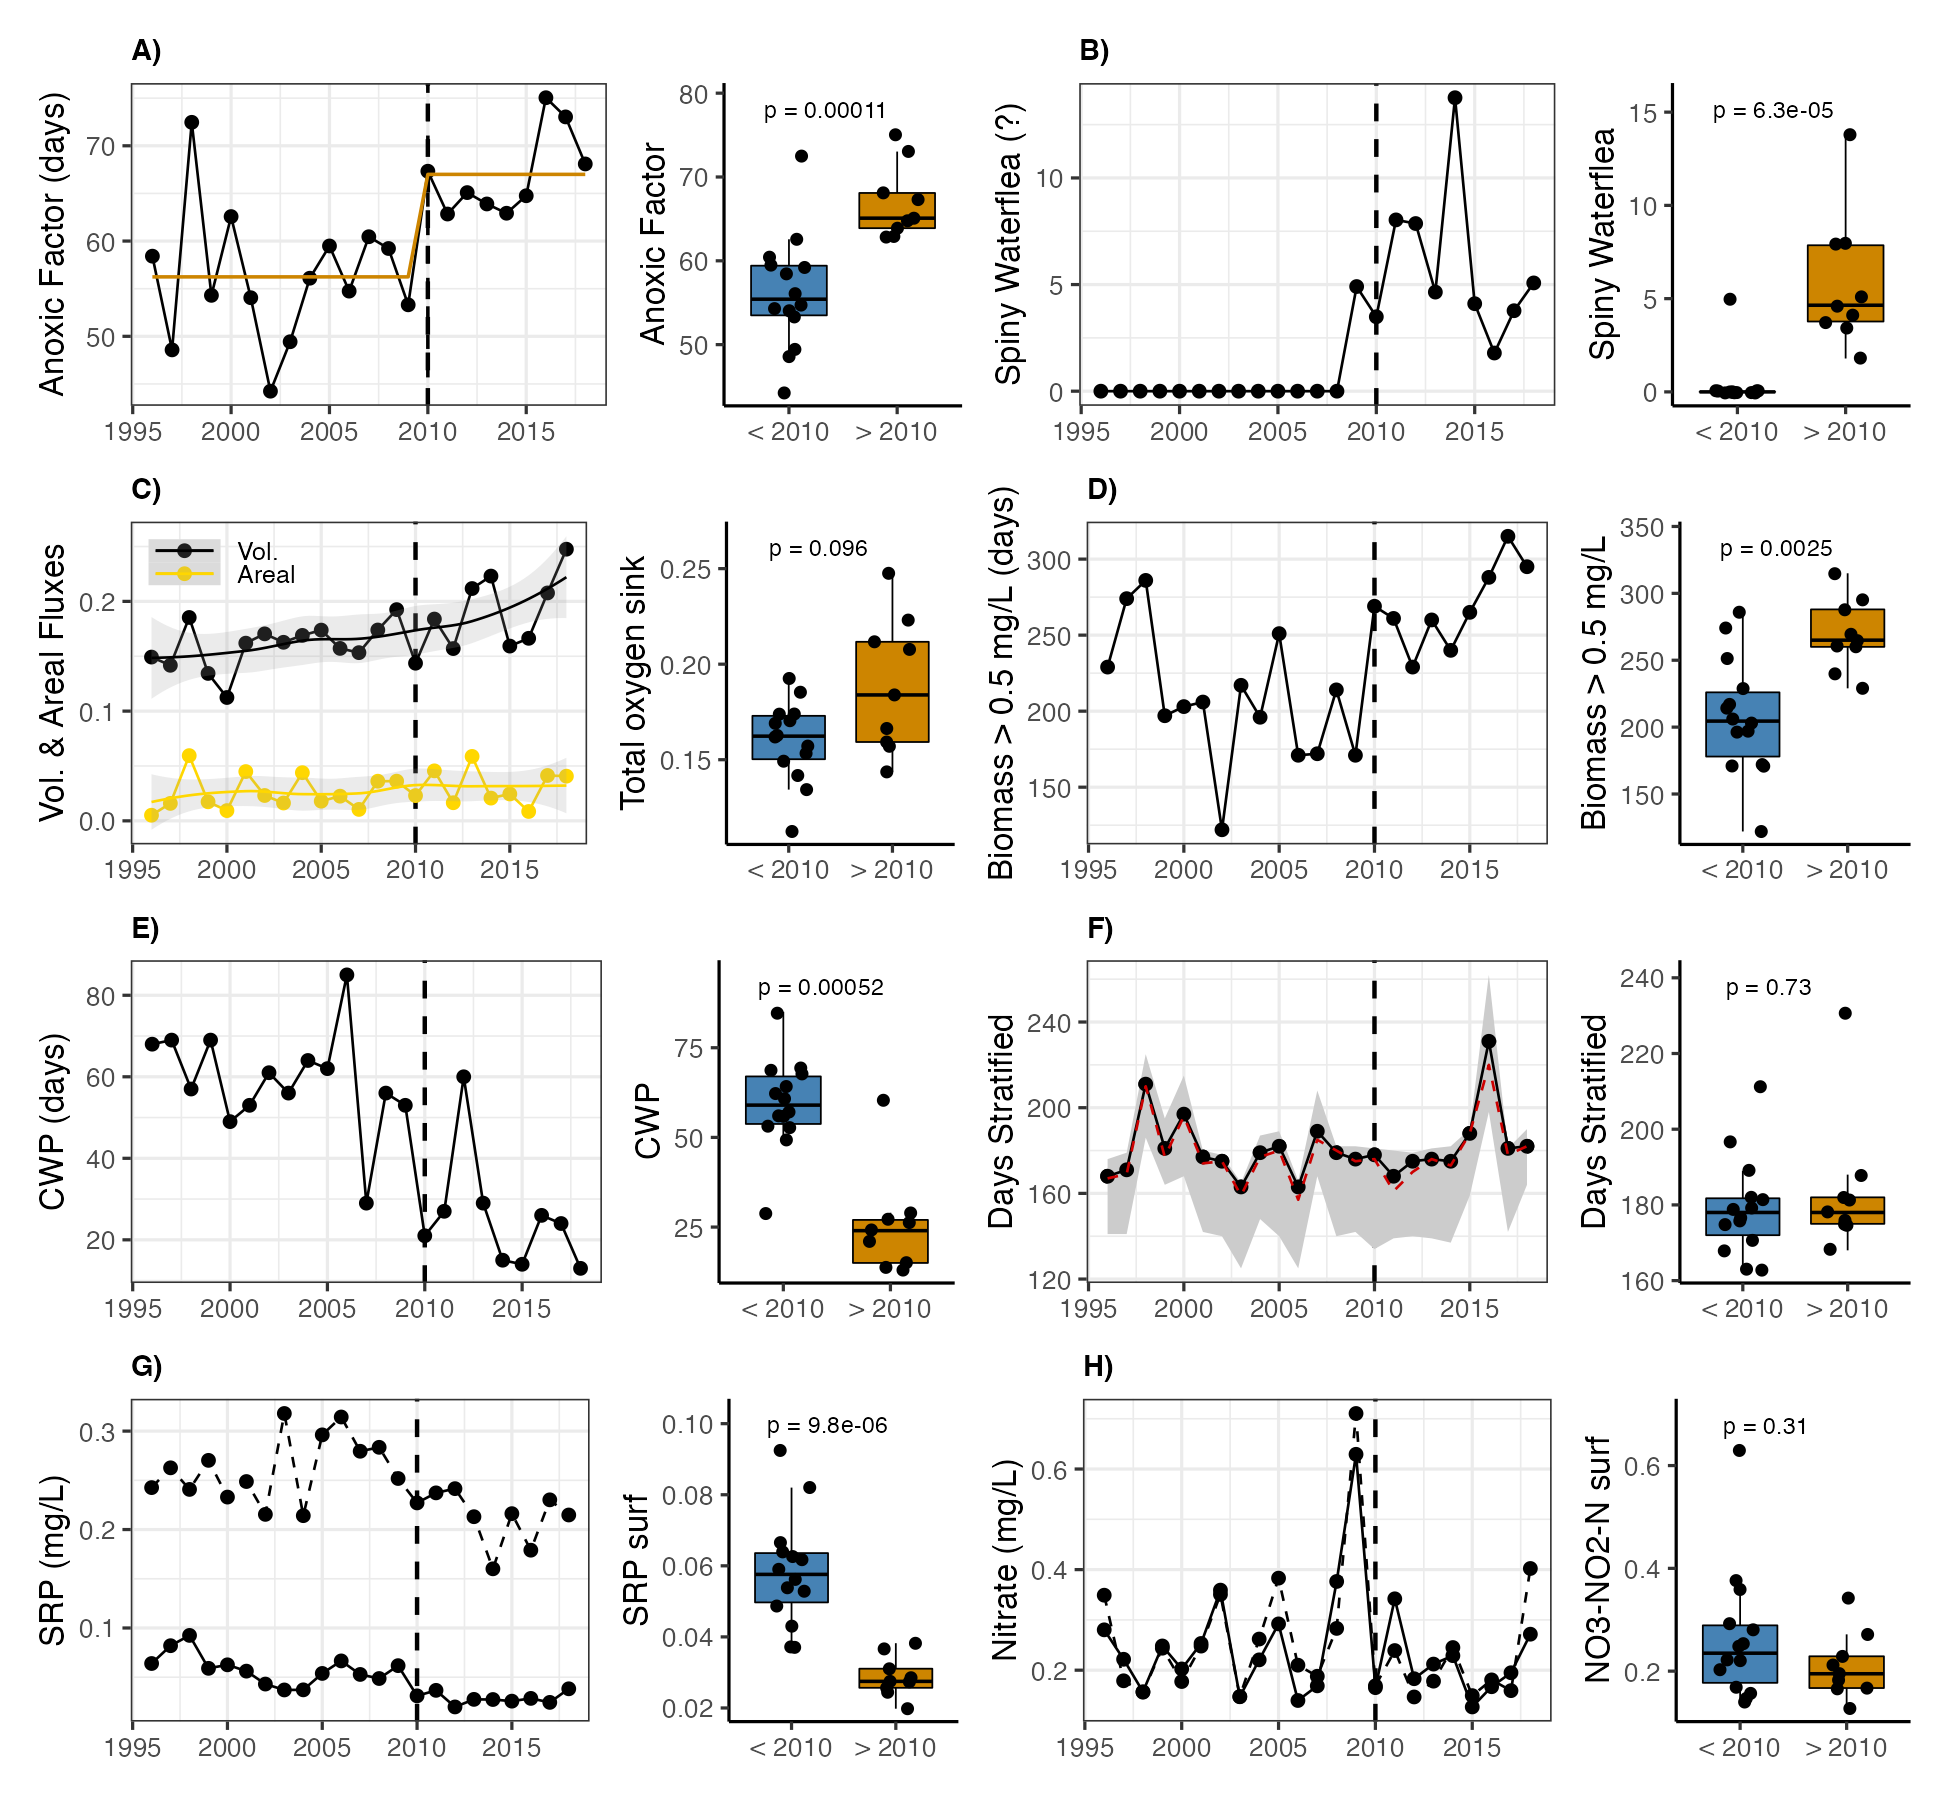 A)
Anoxic Factor (days)
70
60
50
1995 2000 2005 2010 2015
Anoxic Factor
80
70
60
50
p = 0.00011
< 2010 > 2010
B)
Spiny Waterflea (?)
10
5
0
1995 2000 2005 2010 2015
Spiny Waterflea
15
10
5
0
p = 6.3e-05
< 2010 > 2010
C)
Vol. & Areal Fluxes
0.2
0.1
0.0
Vol.
Areal
1995 2000 2005 2010 2015
Total oxygen sink
0.25
0.20
0.15
p = 0.096
< 2010 > 2010
D)
Biomass > 0.5 mg/L (days)
300
250
200
150
1995 2000 2005 2010 2015
Biomass > 0.5 mg/L
350
300
250
200
150
p = 0.0025
< 2010 > 2010
E)
CWP (days)
80
60
40
20
1995 2000 2005 2010 2015
CWP
75
50
25
p = 0.00052
< 2010 > 2010
F)
Days Stratified
240
200
160
120
1995 2000 2005 2010 2015
Days Stratified
240
220
200
180
160
p = 0.73
< 2010 > 2010
G)
SRP (mg/L)
0.3
0.2
0.1
1995 2000 2005 2010 2015
SRP surf
0.10
0.08
0.06
0.04
0.02
p = 9.8e-06
< 2010 > 2010
H)
Nitrate (mg/L)
0.6
0.4
0.2
1995 2000 2005 2010 2015
NO3-NO2-N surf
0.6
0.4
0.2
p = 0.31
< 2010 > 2010